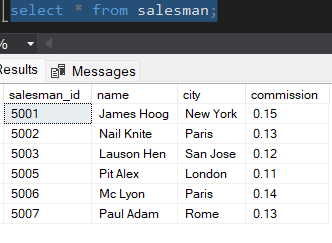 select * from salesman;
%
Results Messages
salesman_id name city commission
5001 James Hoog New York 0.15
5002 Nail Knite Paris 0.13
5003 Lauson Hen San Jose 0.12
5005 Pit Alex London 0.11
5006 Mc Lyon Paris 0.14
5007 Paul Adam Rome 0.13